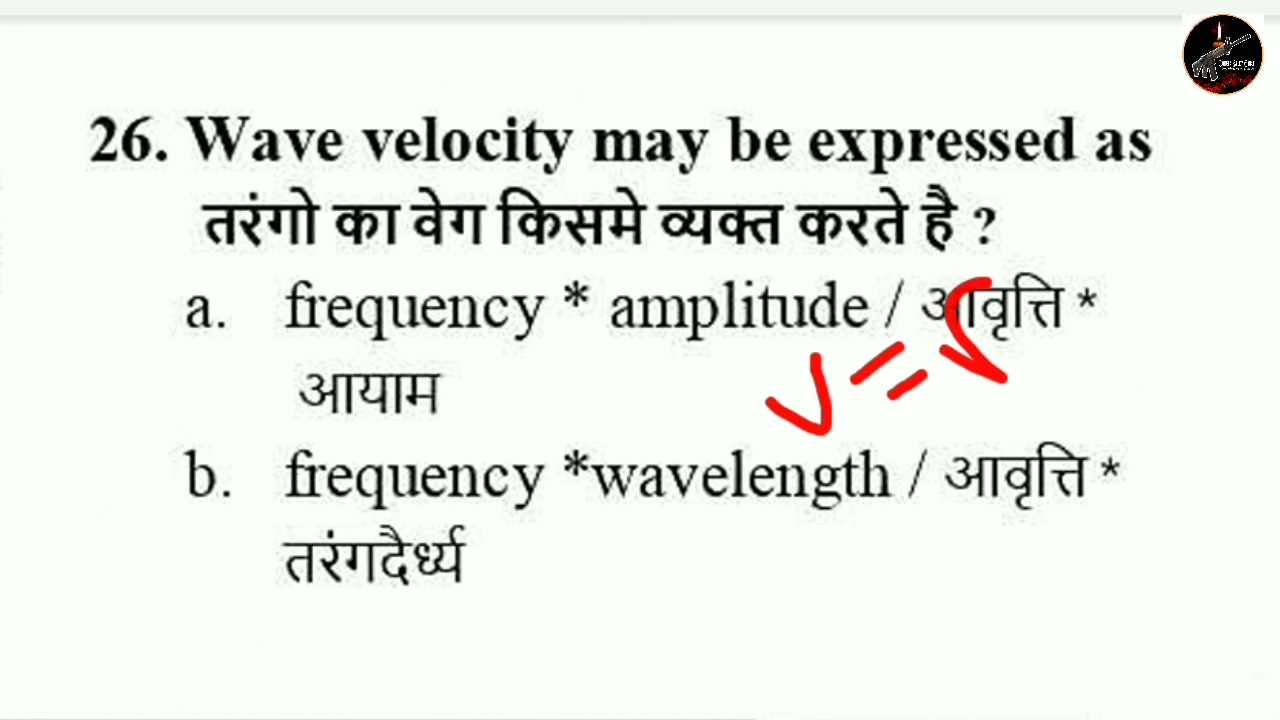 26. Wave velocity may be expressed as
तरंगो का वेग किसमे व्यक्त करते है ?
a. frequency * amplitude / आवृत्ति *
आयाम
v =
b. frequency *wavelength / आवृत्ति *
तरंगदैर्ध्य